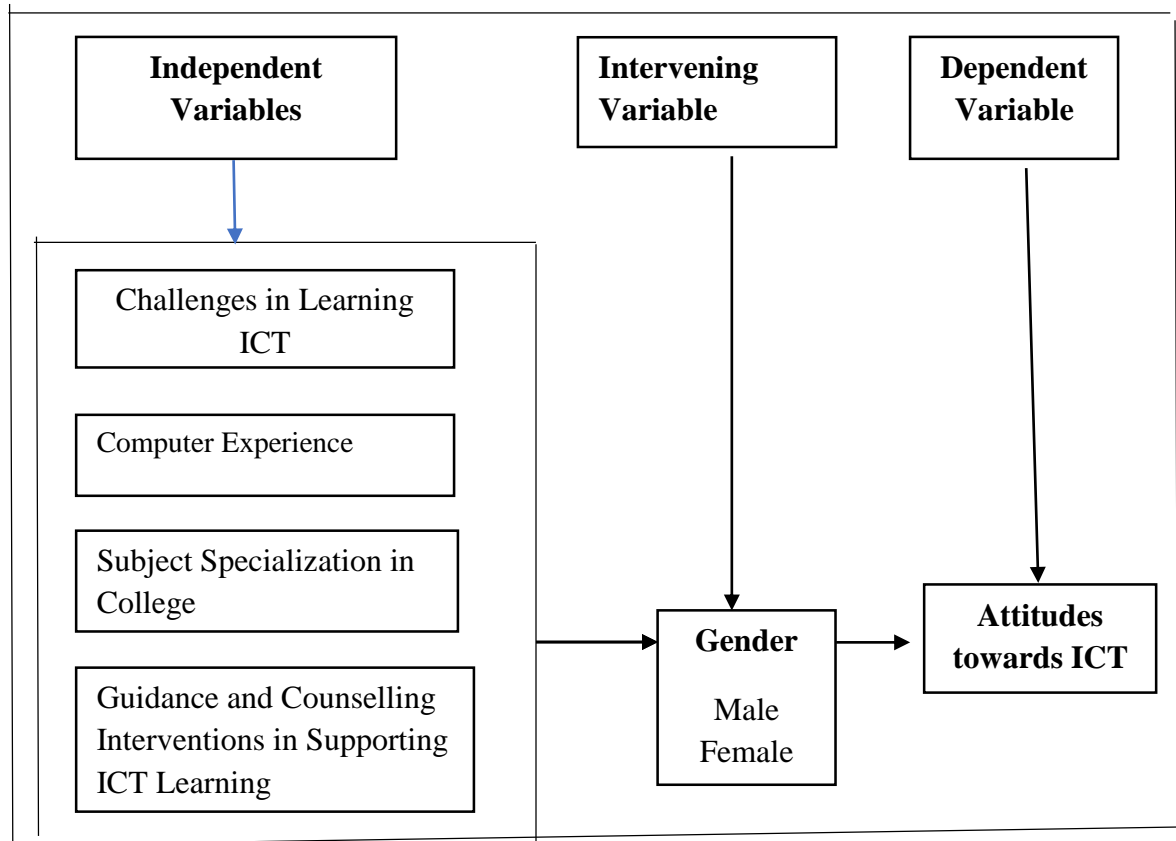 Independent
Variables
Intervening
Variable
Dependent
Variable
Challenges in Learning
ICT
Computer Experience
Subject Specialization in
College
Guidance and Counselling
Interventions in Supporting
ICT Learning
Gender
Male
Female
Attitudes
towards ICT